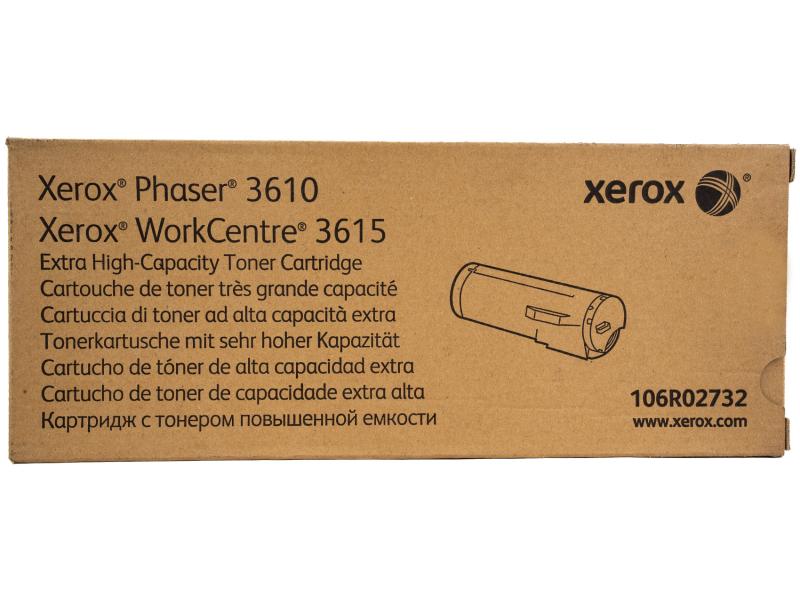 Xerox® Phaser® 3610
Xerox® WorkCentre® 3615
Extra High-Capacity Toner Cartridge
Cartouche de toner très grande capacité
Cartuccia di toner ad alta capacità extra
Tonerkartusche mit sehr hoher Kapazität
Cartucho de tóner de alta capacidad extra
Cartucho de toner de capacidade extra alta
Картридж с тонером повышенной емкости
xerox ®
106R02732
www.xerox.com